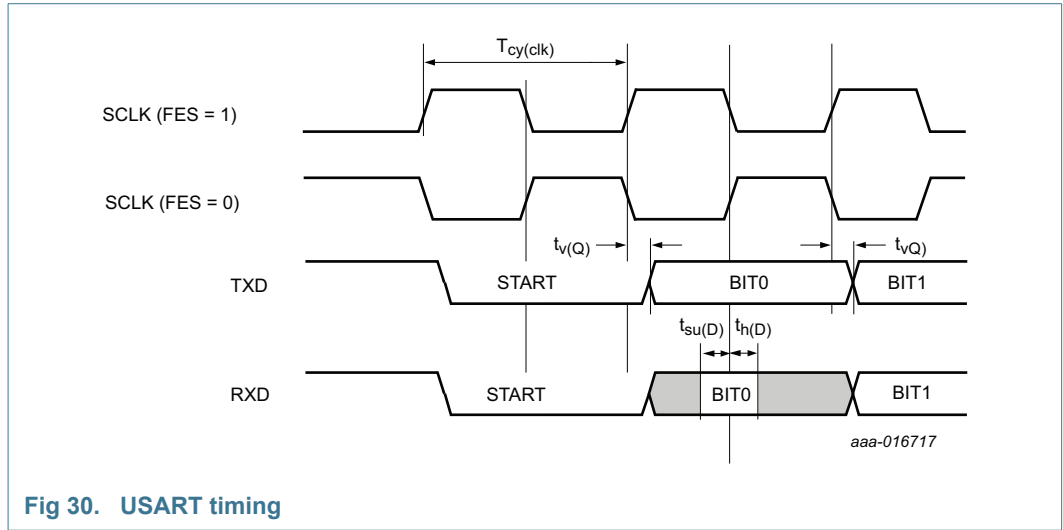 Tcy(clk)
SCLK (FES = 1)
SCLK (FES = 0)
tv(Q)
tvQ)
TXD
START
BIT0
BIT1
tsu(D)
th(D)
RXD
START
BIT0
BIT1
aaa-016717
Fig 30. USART timing